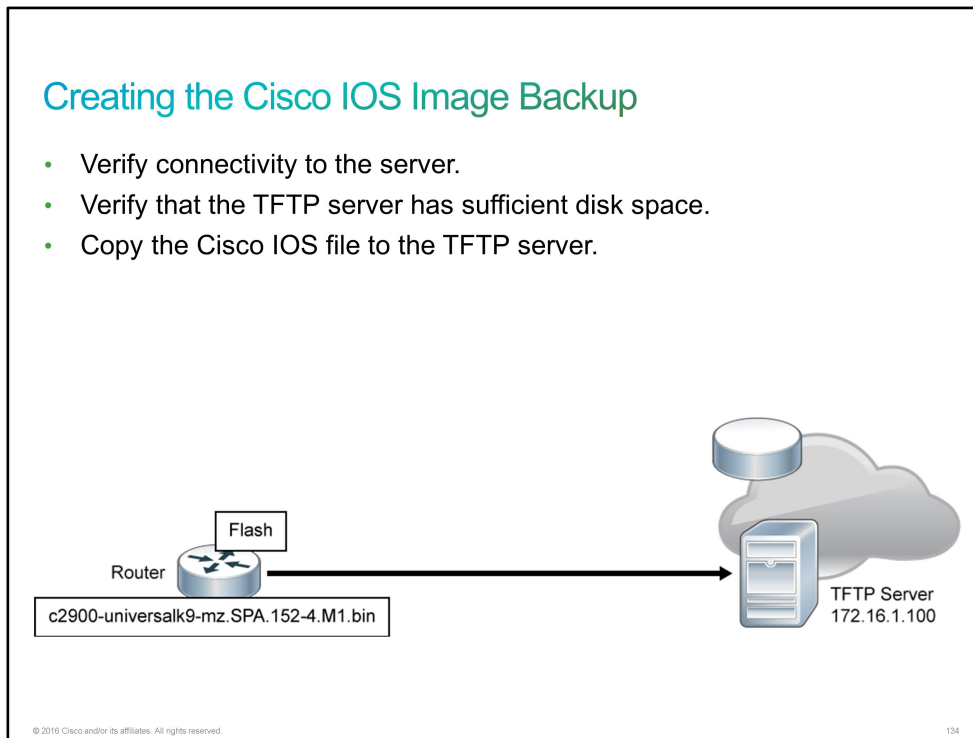 Creating the Cisco IOS Image Backup
• Verify connectivity to the server.
• Verify that the TFTP server has sufficient disk space.
• Copy the Cisco IOS file to the TFTP server.
Flash
Router
c2900-universalk9-mz.SPA.152-4.M1.bin
TFTP Server
172.16.1.100
© 2016 Cisco and/or its affiliates. All rights reserved.
134